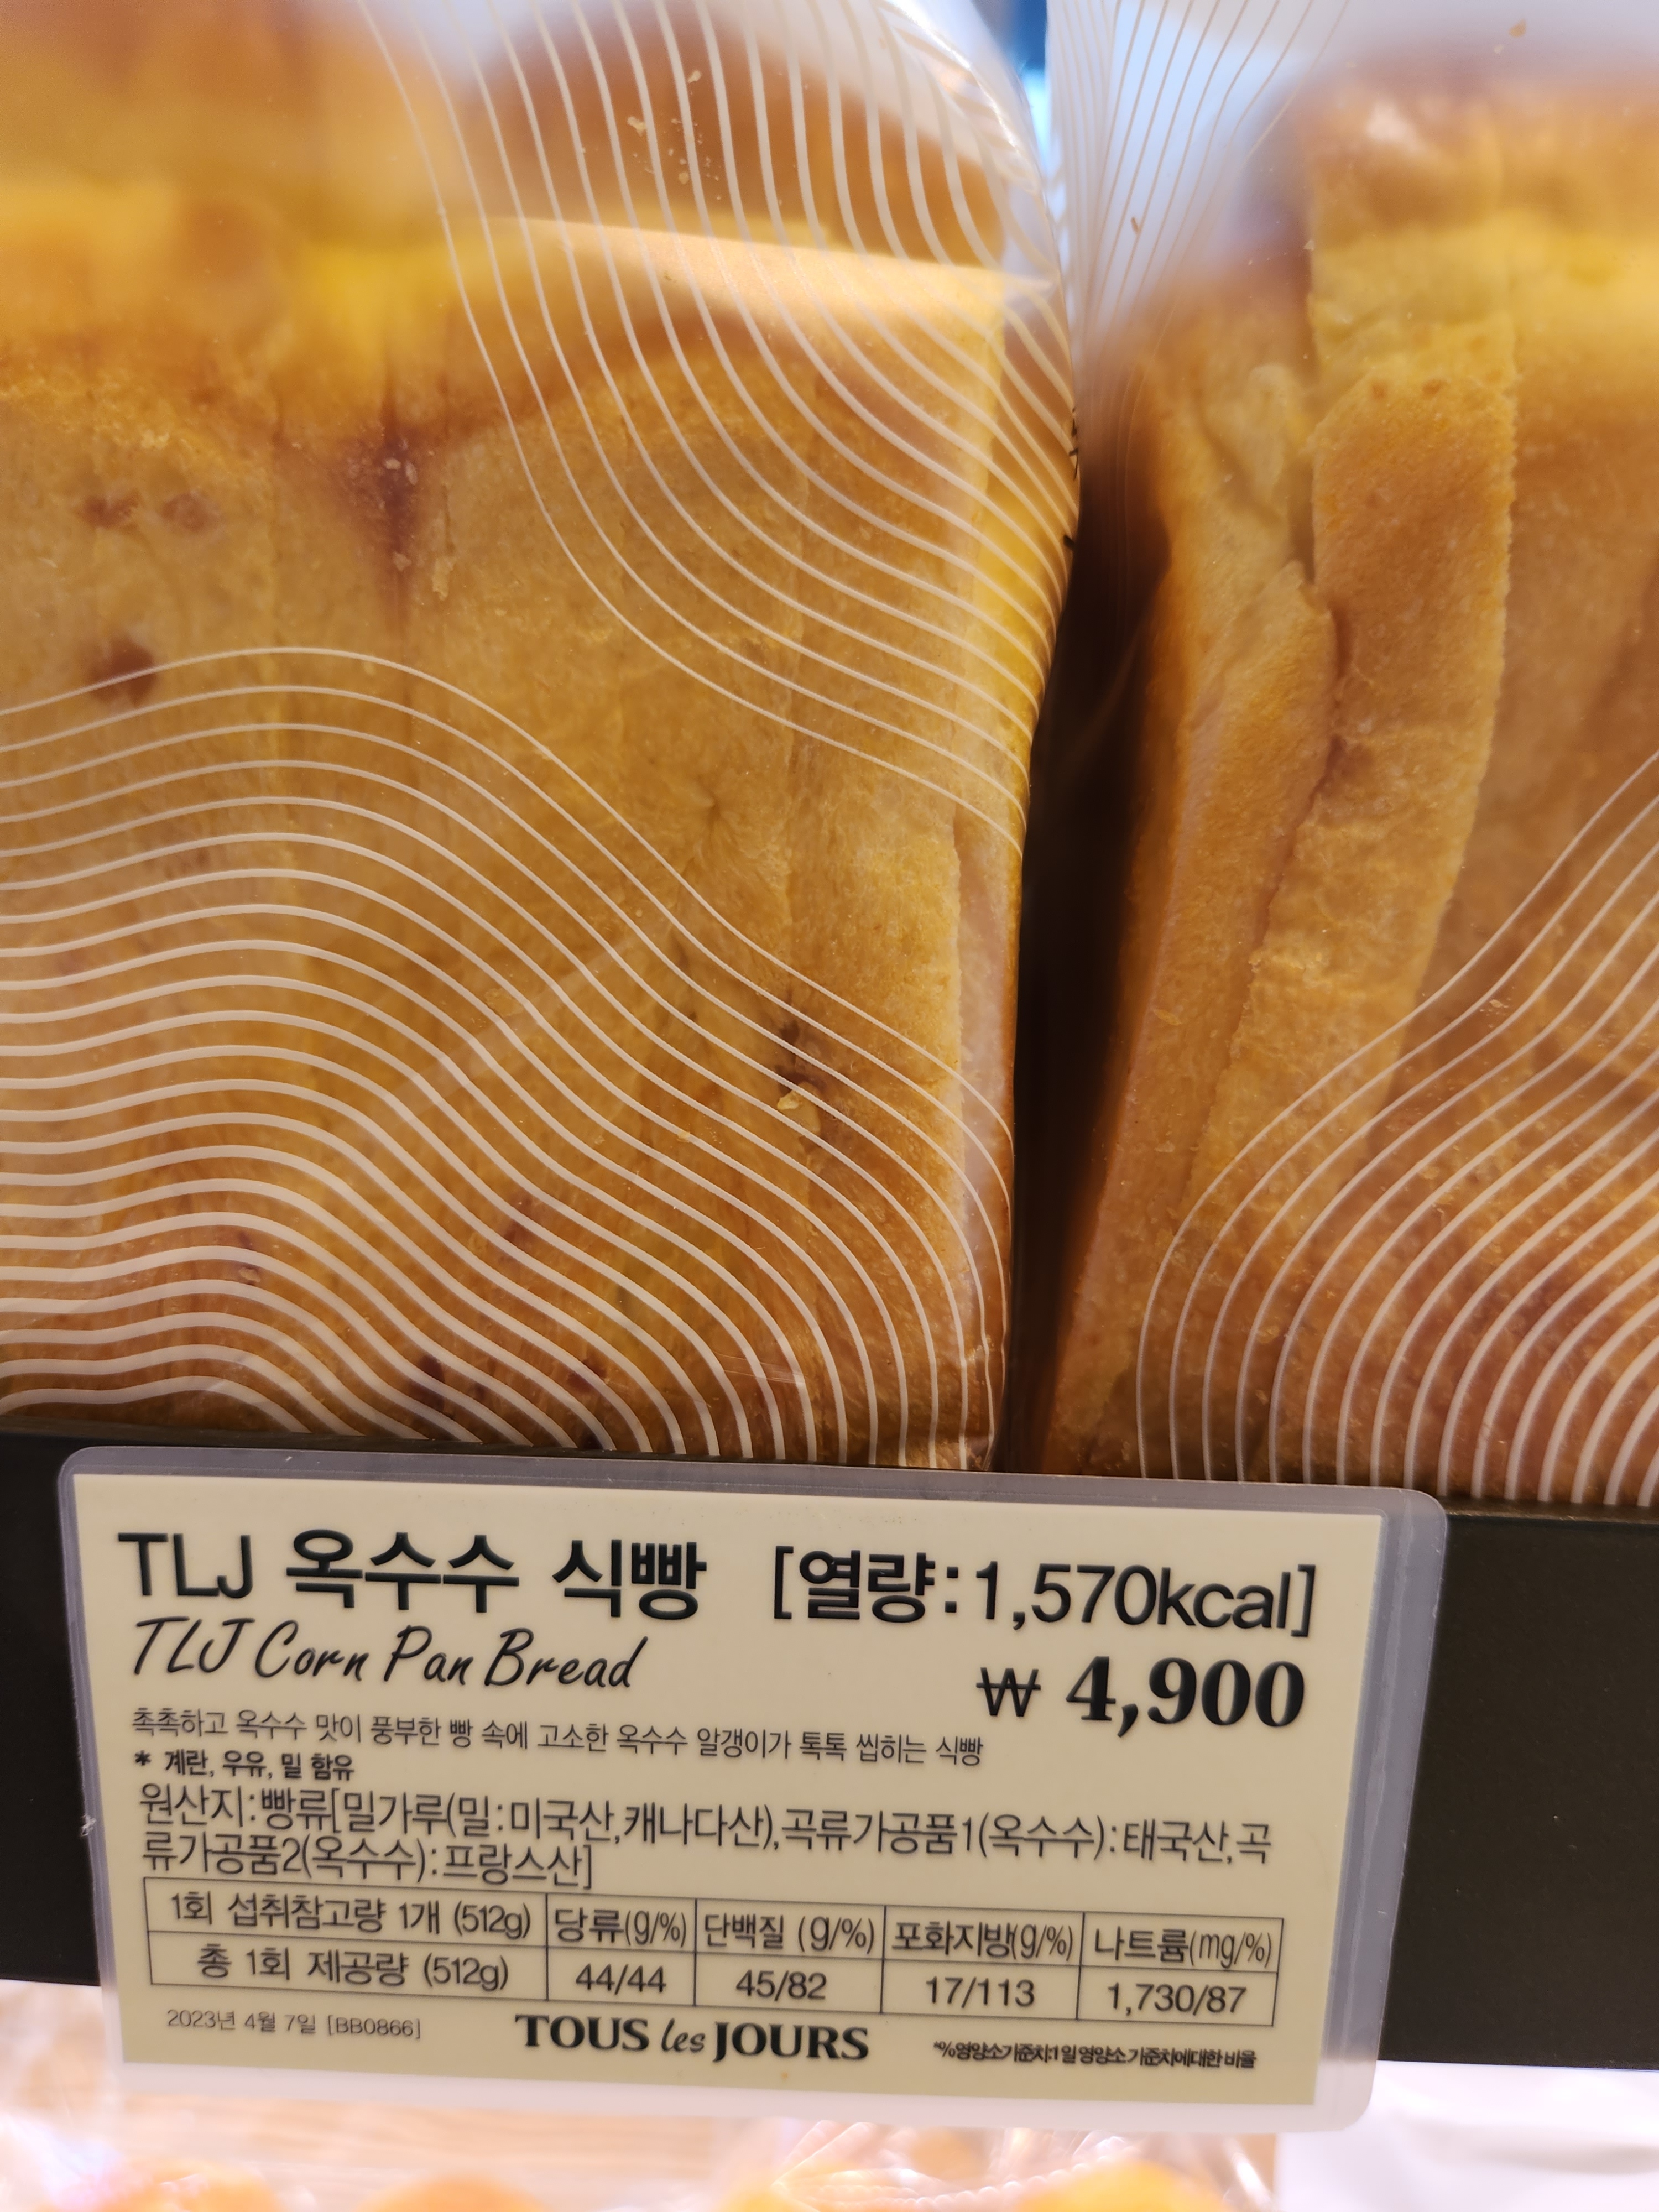 TLJ 옥수수 식빵 [열량:1,570kcal]
TLJ Corn Pan Bread
₩ 4,900
촉촉하고 옥수수 맛이 풍부한 빵 속에 고소한 옥수수 알갱이가 톡톡 씹히는 식빵
* 계란, 우유, 밀 함유
원산지:빵류[밀가루(밀:미국산,캐나다산),곡류가공품1(옥수수):태국산,곡
류가공품2(옥수수):프랑스산]
1회 섭취참고량 1개 (512g) 당류(g/%) 단백질 (g/%) 포화지방(g/%) 나트륨(mg/%)
총 1회 제공량 (512g) 44/44 45/82 17/113 1,730/87
2023년 4월 7일 [BB0866] TOUS les JOURS *%영양소기준치:1일 영양소 기준치에대한 비율